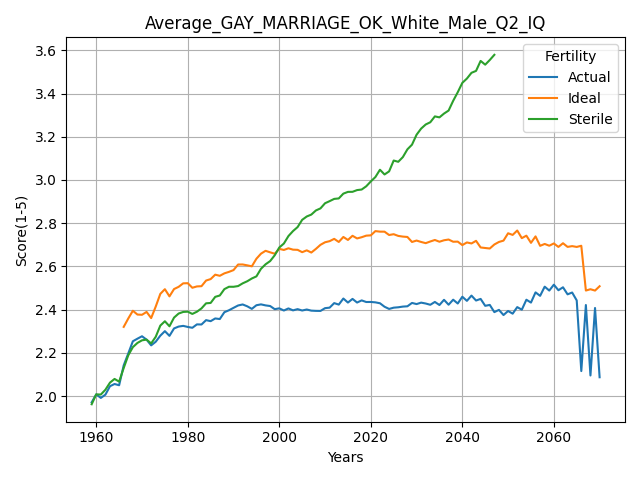 Average_GAY_MARRIAGE_OK_White_Male_Q2_IQ
Score(1-5)
3.6
3.4
3.2
3.0
2.8
2.6
2.4
2.2
2.0
Fertility
Actual
Ideal
Sterile
1960 1980 2000 2020 2040 2060
Years